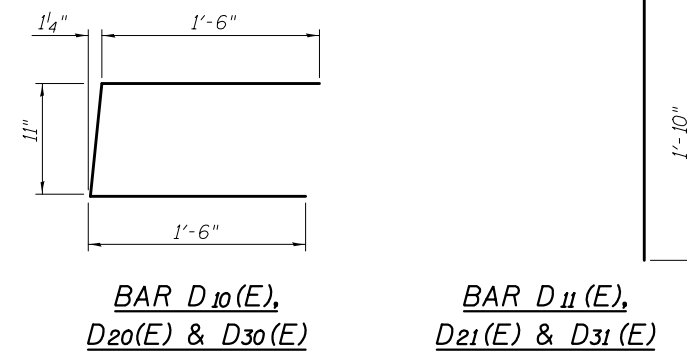 1¼" 1'-6"
11"
1'-6"
1'-10"
BAR D10(E),
D20(E) & D30(E)
BAR D11(E),
D21(E) & D31(E)